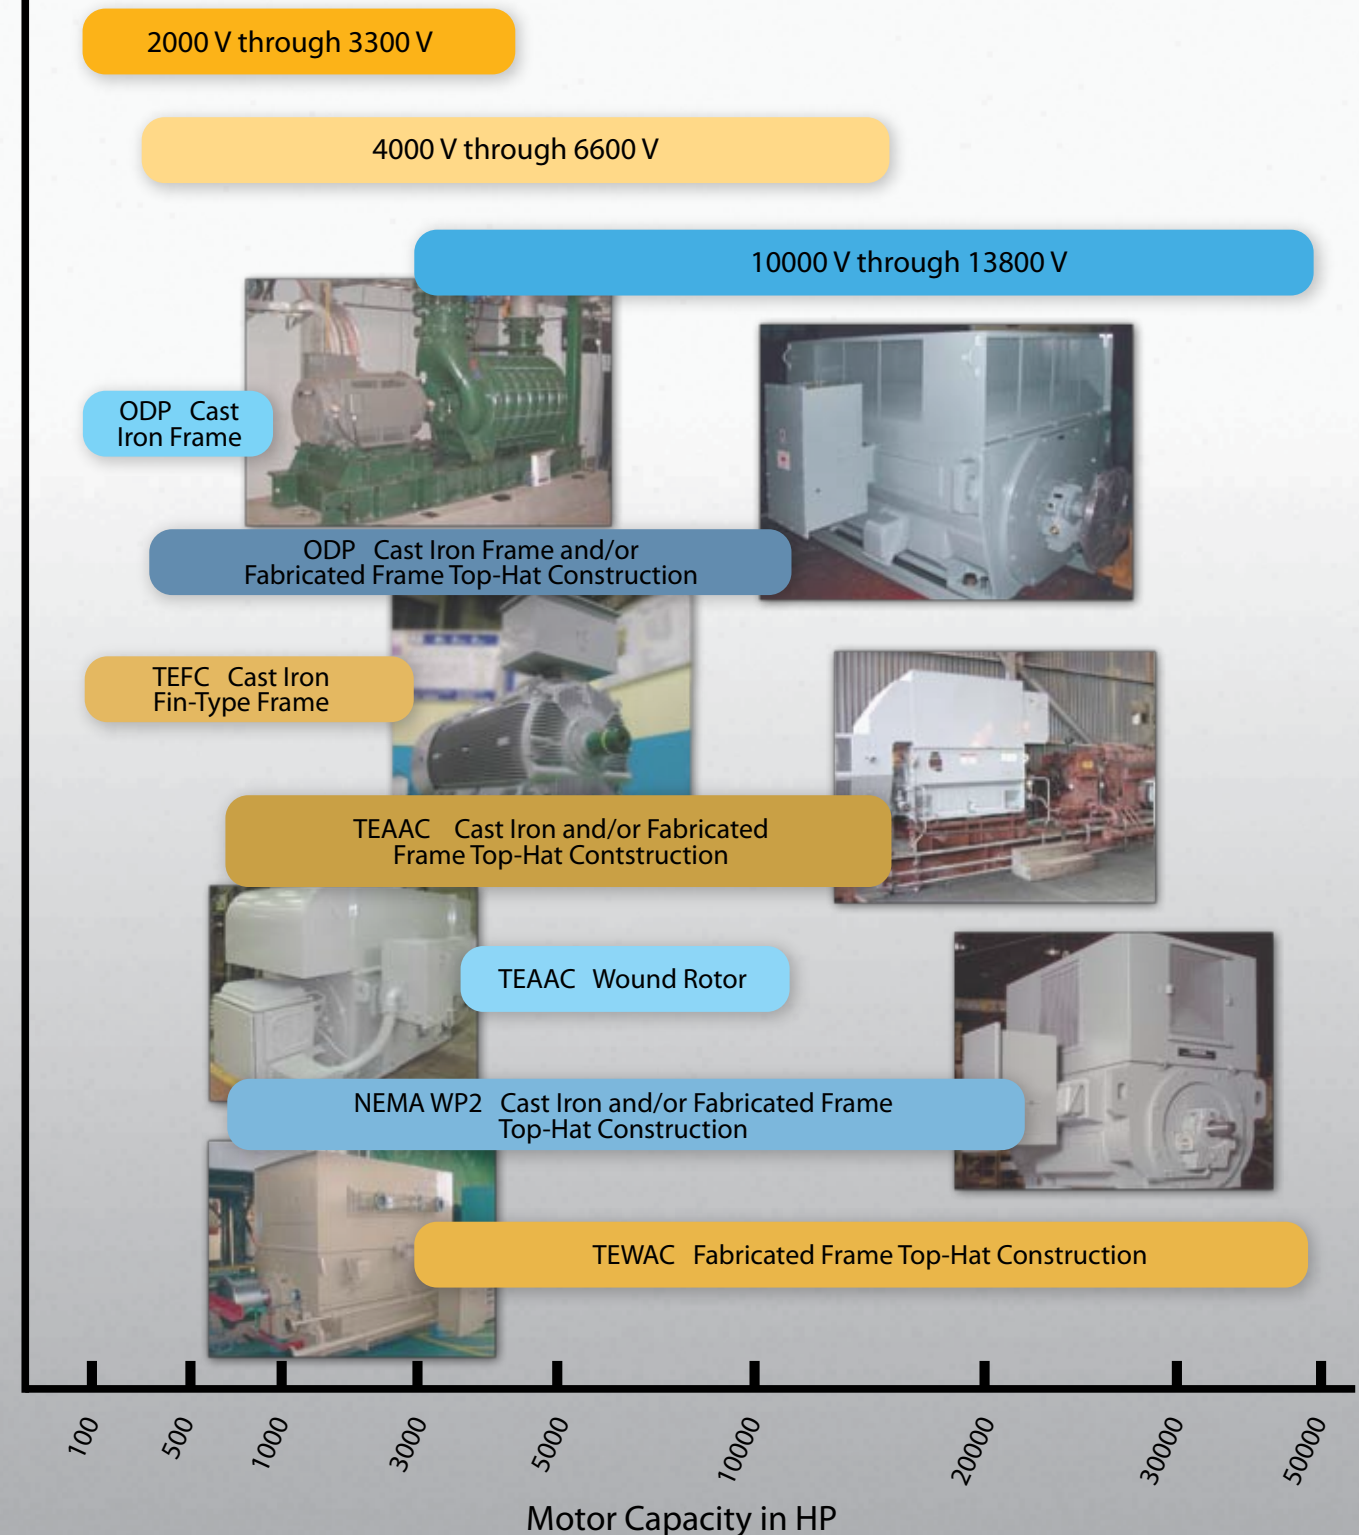 2000 V through 3300 V
4000 V through 6600 V
10000 V through 13800 V
ODP Cast
Iron Frame
ODP Cast Iron Frame and/or
Fabricated Frame Top-Hat Construction
TEFC Cast Iron
Fin-Type Frame
TEAAC Cast Iron and/or Fabricated
Frame Top-Hat Contstruction
TEAAC Wound Rotor
NEMA WP2 Cast Iron and/or Fabricated Frame
Top-Hat Construction
TEWAC Fabricated Frame Top-Hat Construction
100
500
1000
3000
5000
10000
20000
30000
50000
Motor Capacity in HP